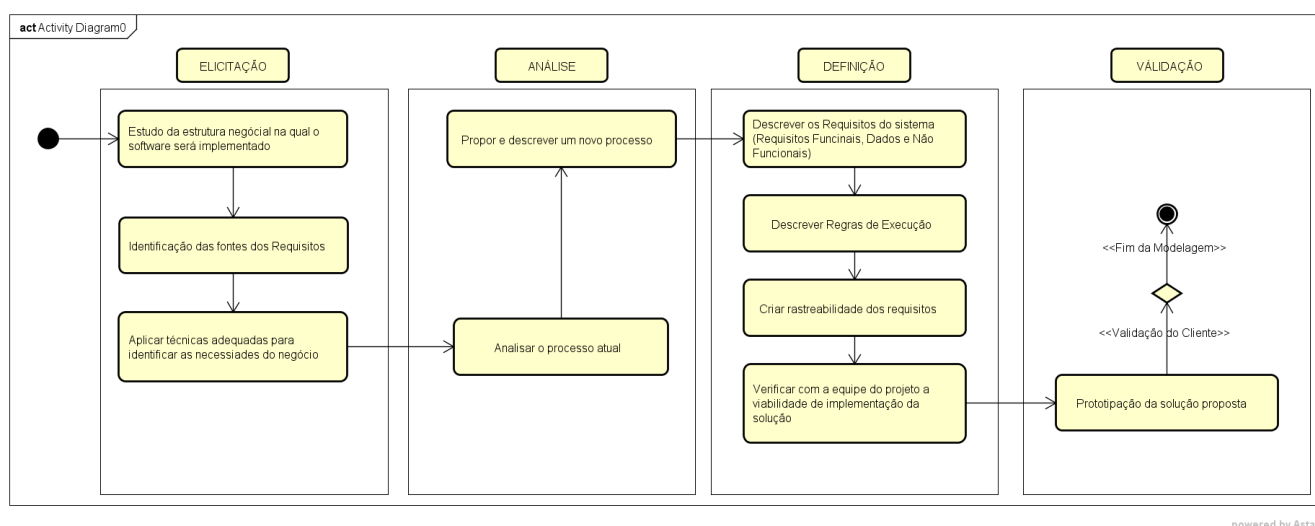 act Activity Diagram0
ELICITAÇÃO
Estudo da estrutura negócial na qual o
software será implementado
Identificação das fontes dos Requisitos
Aplicar técnicas adequadas para
identificar as necessiades do negócio
ANÁLISE
Propor e descrever um novo processo
Analisar o processo atual
DEFINIÇÃO
Descrever os Requisitos do sistema
(Requisitos Funcinais, Dados e Não
Funcionais)
Descrever Regras de Execução
Criar rastreabilidade dos requisitos
Verificar com a equipe do projeto a
viabilidade de implementação da
solução
VÁLIDAÇÃO
<<Fim da Modelagem>>
<<Validação do Cliente>>
Prototipação da solução proposta
powered by Asta